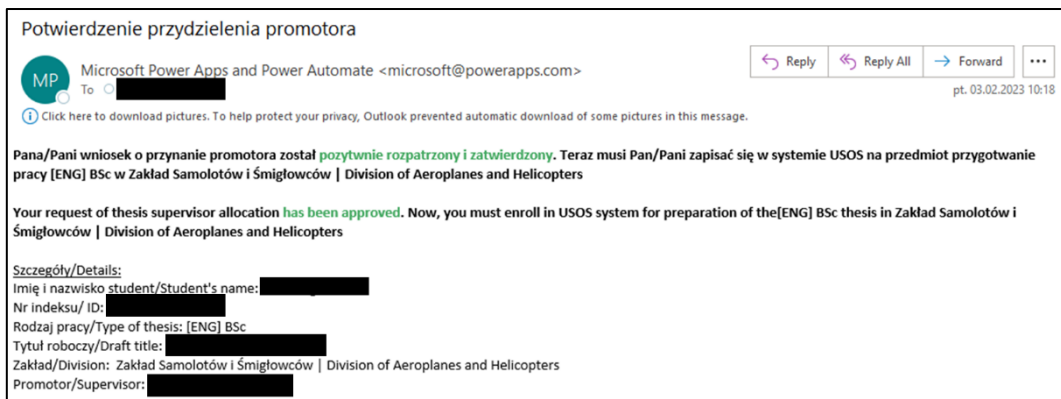 Potwierdzenie przydzielenia promotora
MP
Microsoft Power Apps and Power Automate <microsoft@powerapps.com>
To
Reply
Reply All
Forward
pt. 03.02.2023 10:18
Click here to download pictures. To help protect your privacy, Outlook prevented automatic download of some pictures in this message.
Pana/Pani wniosek o przynanie promotora został pozytwnie rozpatrzony i zatwierdzony. Teraz musi Pan/Pani zapisać się w systemie USOS na przedmiot przygotwanie
pracy [ENG] BSc w Zakład Samolotów i Śmigłowców | Division of Aeroplanes and Helicopters
Your request of thesis supervisor allocation has been approved. Now, you must enroll in USOS system for preparation of the[ENG] BSc thesis in Zakład Samolotów i
Śmigłowców | Division of Aeroplanes and Helicopters
Szczegóły/Details:
Imię i nazwisko student/Student's name:
Nr indeksu/ ID:
Rodzaj pracy/Type of thesis: [ENG] BSc
Tytuł roboczy/Draft title:
Zakład/Division: Zakład Samolotów i Śmigłowców | Division of Aeroplanes and Helicopters
Promotor/Supervisor: